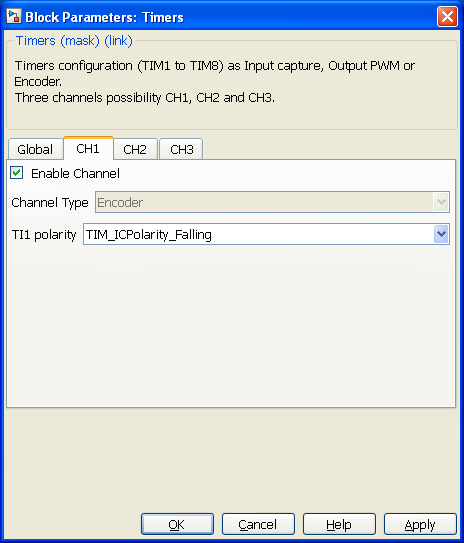 Block Parameters: Timers
Timers (mask) (link)
Timers configuration (TIM1 to TIM8) as Input capture, Output PWM or
Encoder.
Three channels possibility CH1, CH2 and CH3.
Global CH1 CH2 CH3
Enable Channel
Channel Type Encoder
TI1 polarity TIM_ICPolarity_Falling
OK Cancel Help Apply